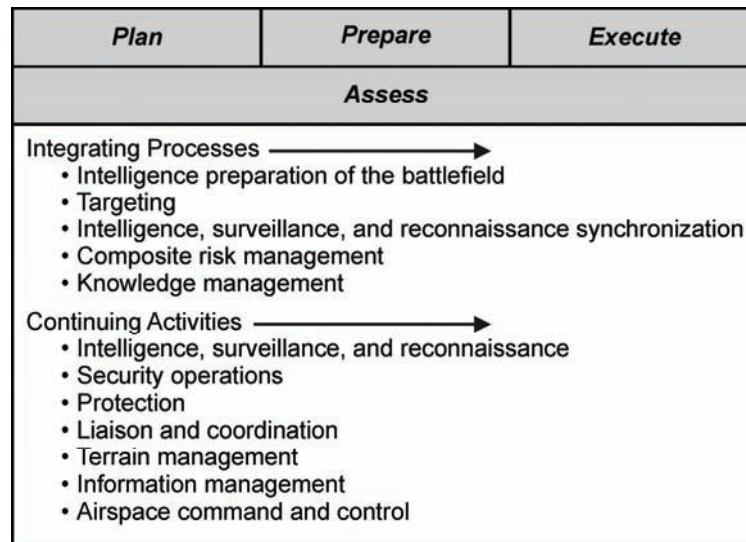 Plan Prepare Execute
Assess
Integrating Processes
• Intelligence preparation of the battlefield
• Targeting
• Intelligence, surveillance, and reconnaissance synchronization
• Composite risk management
• Knowledge management
Continuing Activities
• Intelligence, surveillance, and reconnaissance
• Security operations
• Protection
• Liaison and coordination
• Terrain management
• Information management
• Airspace command and control